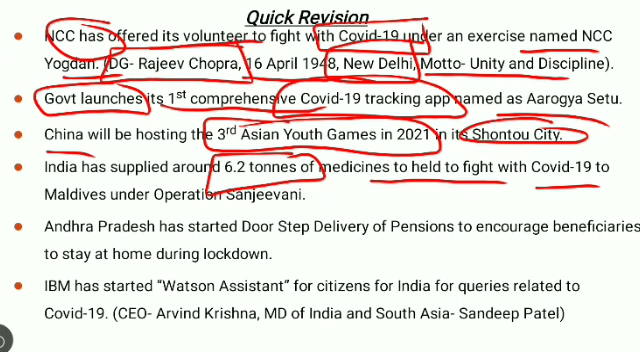 Quick Revision
NCC has offered its volunteer to fight with Covid-19 under an exercise named NCC
Yogdan. (DG- Rajeev Chopra, 16 April 1948, New Delhi, Motto- Unity and Discipline).
Govt launches its 1st comprehensive Covid-19 tracking app named as Aarogya Setu.
China will be hosting the 3rd Asian Youth Games in 2021 in its Shontou City.
India has supplied around 6.2 tonnes of medicines to held to fight with Covid-19 to
Maldives under Operation Sanjeevani.
Andhra Pradesh has started Door Step Delivery of Pensions to encourage beneficiaries
to stay at home during lockdown.
IBM has started “Watson Assistant” for citizens for India for queries related to
Covid-19. (CEO- Arvind Krishna, MD of India and South Asia- Sandeep Patel)